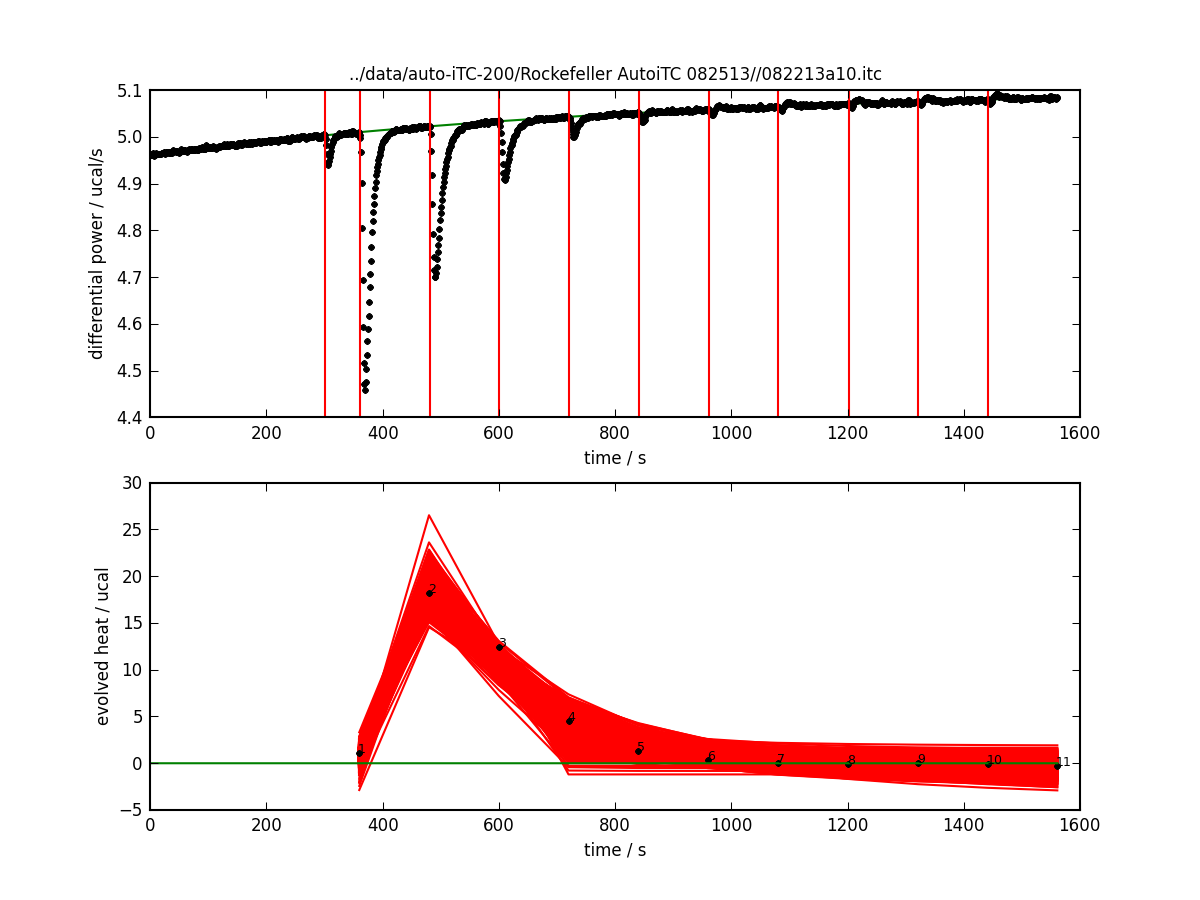 ../data/auto-iTC-200/Rockefeller AutoiTC 082513//082213a10.itc
5.1
5.0
4.9
4.8
4.7
4.6
4.5
4.4
differential power / ucal/s
0 200 400 600 800 1000 1200 1400 1600
time / s
30
25
20
15
10
5
0
−5
evolved heat / ucal
1 2 3 4 5 6 7 8 9 10 11
0 200 400 600 800 1000 1200 1400 1600
time / s